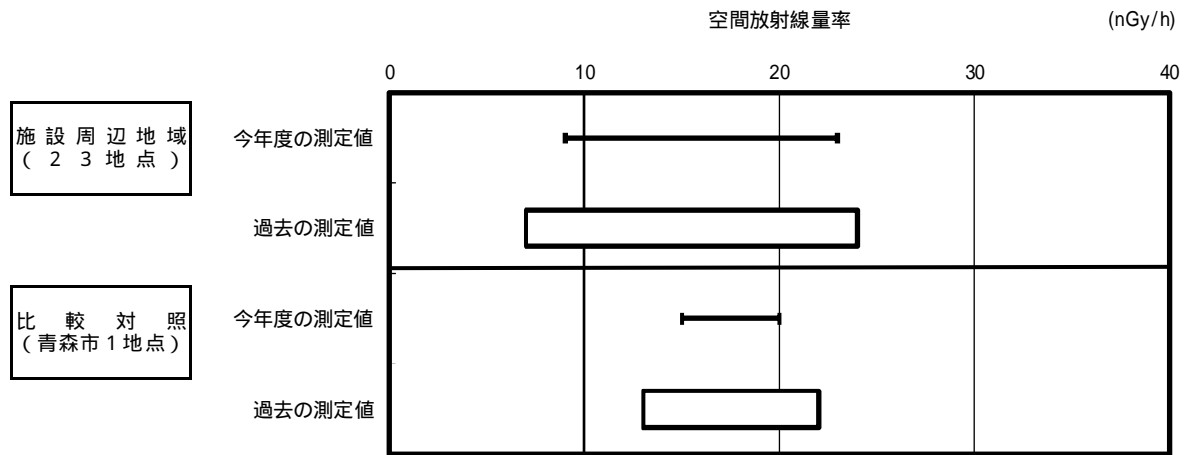 空間放射線量率 (nGy/h)
0 10 20 30 40
施設周辺地域
(23地点)
今年度の測定値
過去の測定値
比較対照
(青森市1地点)
今年度の測定値
過去の測定値